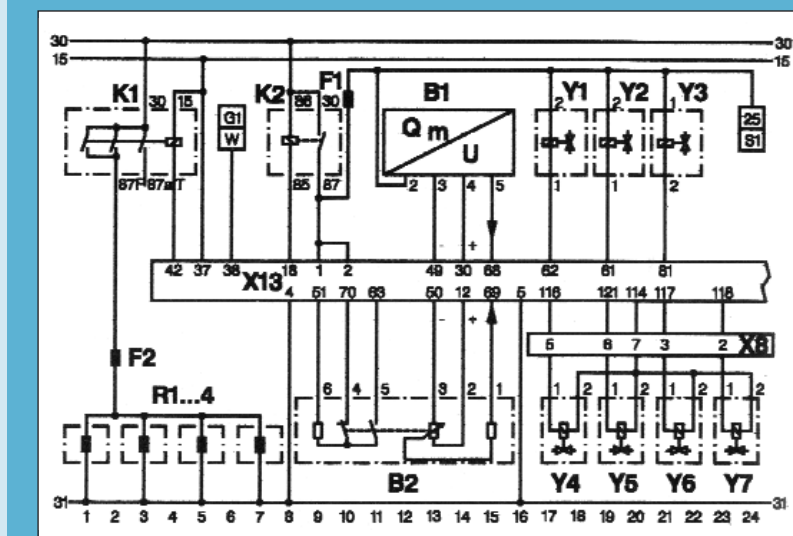 30 30
15 15
K1 K2 F1 B1 Y1 Y2 Y3
30 15 86 30 2 2 1
G1 25
W S1
Q m
U
87F 87a T 85 87 2 3 4 5 1 1 2
- +
42 37 38 18 1 2 49 30 68 62 61 81
X13
4 51 70 63 50 12 69 5 116 121 114 117 118
- +
5 6 7 3 2 X8
F2
R1...4
6 4 5 3 2 1 1 2 1 2 1 2 1 2
B2 Y4 Y5 Y6 Y7
31 31
1 2 3 4 5 6 7 8 9 10 11 12 13 14 15 16 17 18 19 20 21 22 23 24